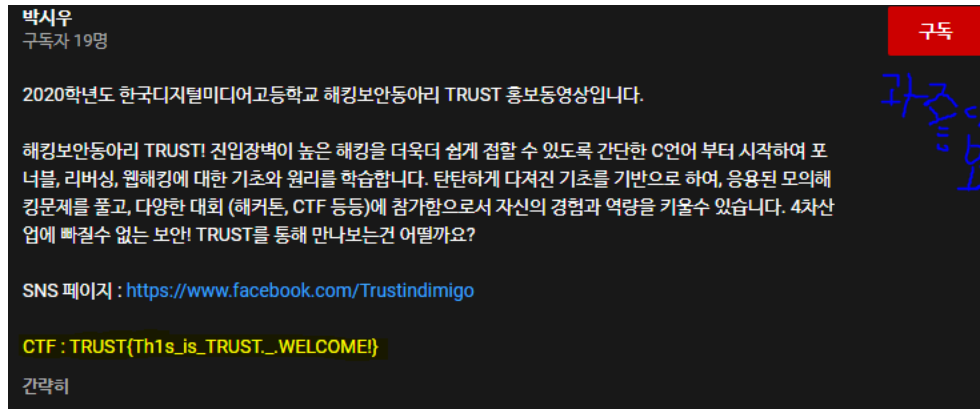 박시우
구독자 19명
구독
2020학년도 한국디지털미디어고등학교 해킹보안동아리 TRUST 홍보동영상입니다.
해킹보안동아리 TRUST! 진입장벽이 높은 해킹을 더욱더 쉽게 접할 수 있도록 간단한 C언어 부터 시작하여 포
너블, 리버싱, 웹해킹에 대한 기초와 원리를 학습합니다. 탄탄하게 다져진 기초를 기반으로 하여, 응용된 모의해
킹문제를 풀고, 다양한 대회 (해커톤, CTF 등등)에 참가함으로서 자신의 경험과 역량을 키울수 있습니다. 4차산
업에 빠질수 없는 보안! TRUST를 통해 만나보는건 어떨까요?
SNS 페이지 : https://www.facebook.com/Trustindimigo
CTF : TRUST{Th1s_is_TRUST._.WELCOME!}
간략히